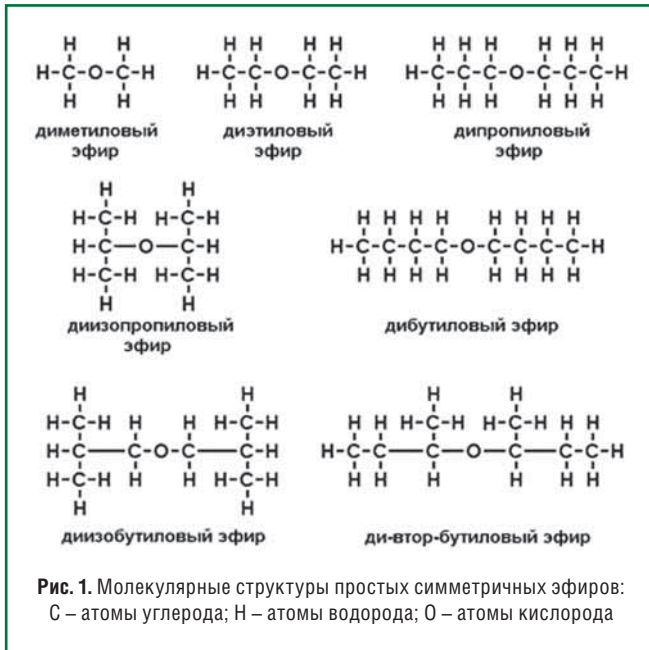 H H
H-C-O-C-H
H H
диметиловый
эфир
H H H H
H-C-C-O-C-C-H
H H H H
диэтиловый
эфир
H H H H H H
H-C-C-C-O-C-C-C-H
H H H H H H
дипропиловый
эфир
H H
H-C-H H-C-H
H-C—O—C-H
H-C-H H-C-H
H H
диизопропиловый
эфир
H H H H H H H H
H-C-C-C-C-O-C-C-C-C-H
H H H H H H H H
дибутиловый эфир
H H
H-C-H H H H-C-H
H-C—C-O-C—C-H
H-C-H H H H-C-H
H H
диизобутиловый эфир
H H
H H H-C-H H-C-H H H
H-C-C—C—O—C—C-C-H
H H H H H H
ди-втор-бутиловый эфир
Рис. 1. Молекулярные структуры простых симметричных эфиров:
С – атомы углерода; Н – атомы водорода; О – атомы кислорода